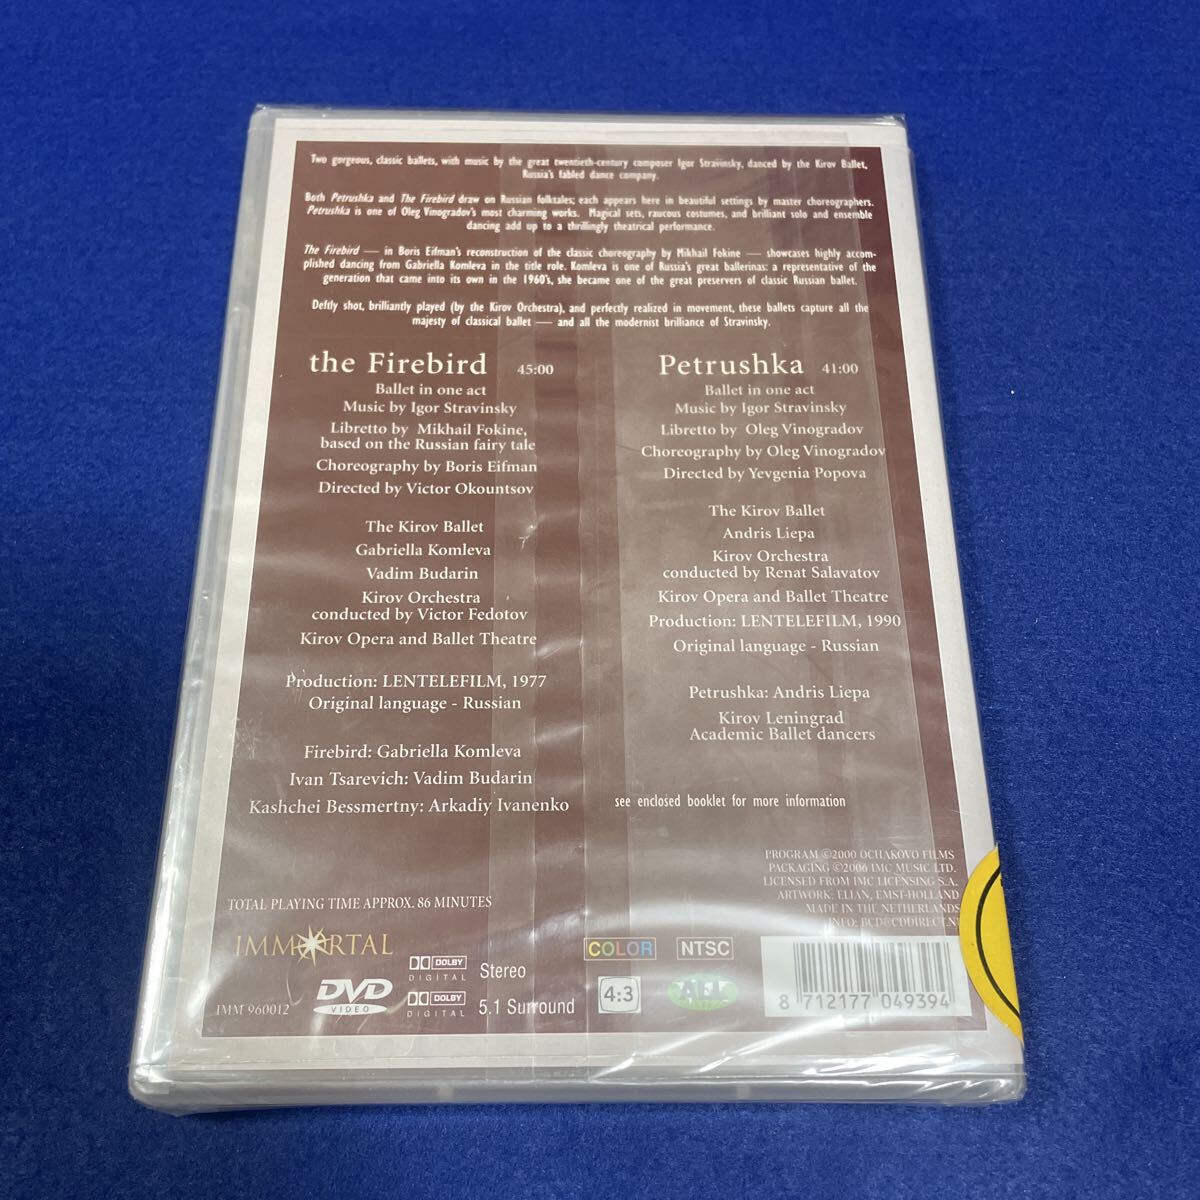 Two gorgeous, classic ballets, with music by the great twentieth-century composer Igor Stravinsky, danced by the Kirov Ballet,
Russia's fabled dance company.
Both Petrushka and The Firebird draw on Russian folktales; each appears here in beautiful settings by master choreographers.
Petrushka is one of Oleg Vinogradov's most charming works. Magical sets, raucous costumes, and brilliant solo and ensemble
dancing add up to a thrillingly theatrical performance.
The Firebird — in Boris Eifman's reconstruction of the classic choreography by Mikhail Fokine — showcases highly accom-
plished dancing from Gabriella Komleva in the title role. Komleva is one of Russia's great ballerinas: a representative of the
generation that came into its own in the 1960's, she became one of the great preservers of classic Russian ballet.
Deftly shot, brilliantly played (by the Kirov Orchestra), and perfectly realized in movement, these ballets capture all the
majesty of classical ballet — and all the modernist brilliance of Stravinsky.
the Firebird 45:00
Ballet in one act
Music by Igor Stravinsky
Libretto by Mikhail Fokine,
based on the Russian fairy tale
Choreography by Boris Eifman
Directed by Victor Okountsov
The Kirov Ballet
Gabriella Komleva
Vadim Budarin
Kirov Orchestra
conducted by Victor Fedotov
Kirov Opera and Ballet Theatre
Production: LENTELEFILM, 1977
Original language - Russian
Firebird: Gabriella Komleva
Ivan Tsarevich: Vadim Budarin
Kashchei Bessmertny: Arkadiy Ivanenko
Petrushka 41:00
Ballet in one act
Music by Igor Stravinsky
Libretto by Oleg Vinogradov
Choreography by Oleg Vinogradov
Directed by Yevgenia Popova
The Kirov Ballet
Andris Liepa
Kirov Orchestra
conducted by Renat Salavatov
Kirov Opera and Ballet Theatre
Production: LENTELEFILM, 1990
Original language - Russian
Petrushka: Andris Liepa
Kirov Leningrad
Academic Ballet dancers
see enclosed booklet for more information
PROGRAM ©2000 OCHAKOVO FILMS
PACKAGING ©2006 IMC MUSIC LTD.
LICENSED FROM IMC LICENSING S.A.
ARTWORK: ELIAN, EMST-HOLLAND
MADE IN THE NETHERLANDS
INFO: BCD@CDDIRECT.NL
TOTAL PLAYING TIME APPROX. 86 MINUTES
IMMORTAL
IMM 960012
DVD
VIDEO
DOLBY
DIGITAL
Stereo
DOLBY
DIGITAL
5.1 Surround
COLOR
NTSC
4:3
ALL
8 712177 049394